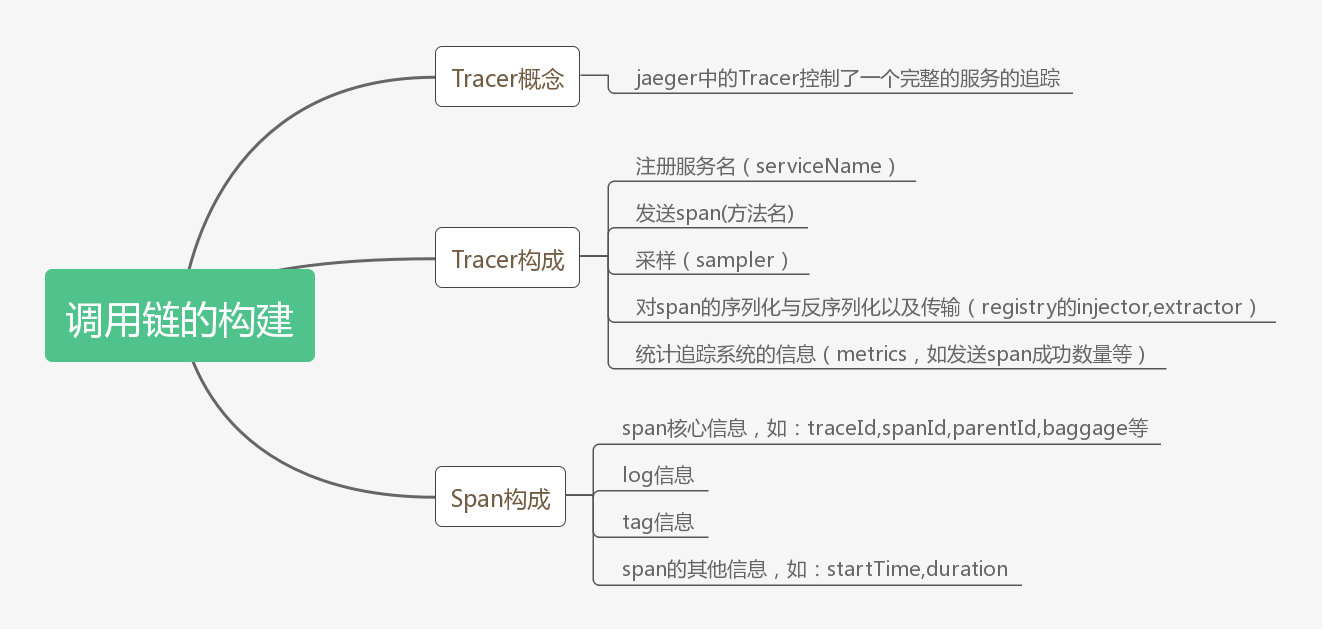 调用链的构建
Tracer概念
jaeger中的Tracer控制了一个完整的服务的追踪
Tracer构成
注册服务名（serviceName）
发送span(方法名)
采样（sampler）
对span的序列化与反序列化以及传输（registry的injector,extractor）
统计追踪系统的信息（metrics，如发送span成功数量等）
Span构成
span核心信息，如：traceId,spanId,parentId,baggage等
log信息
tag信息
span的其他信息，如：startTime,duration